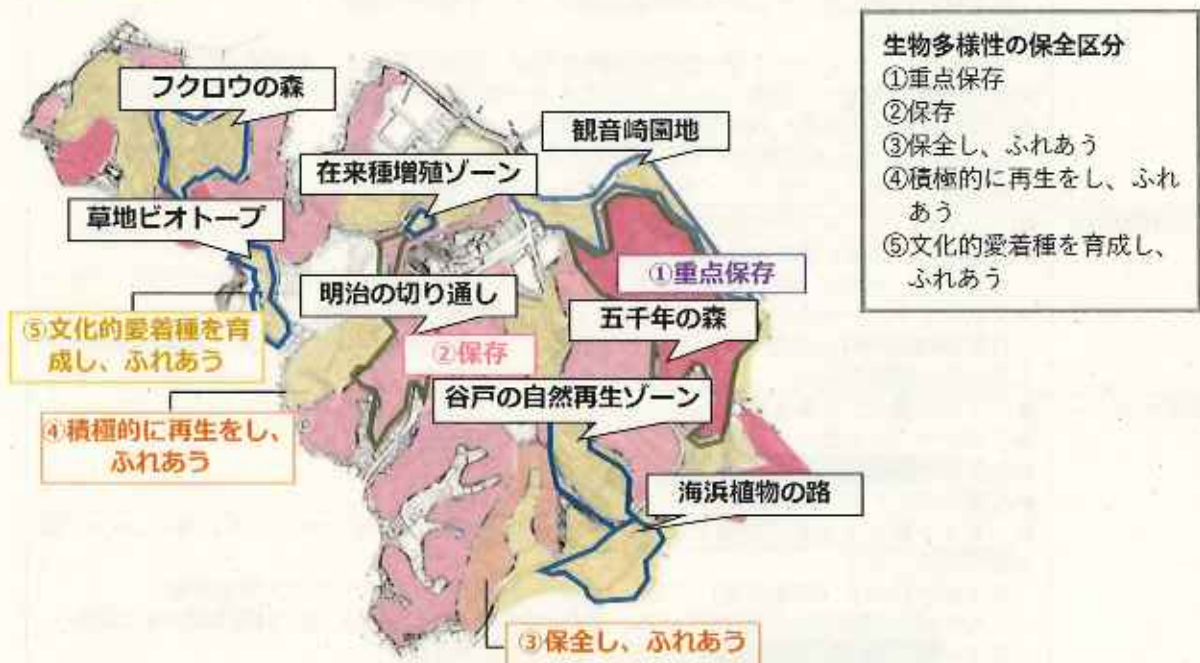 フクロウの森
在来種増殖ゾーン
観音崎園地
草地ビオトープ
明治の切り通し
①重点保存
五千年の森
⑤文化的愛着種を育
成し、ふれあう
②保存
谷戸の自然再生ゾーン
④積極的に再生をし、
ふれあう
海浜植物の路
③保全し、ふれあう
生物多様性の保全区分
①重点保存
②保存
③保全し、ふれあう
④積極的に再生をし、ふれ
あう
⑤文化的愛着種を育成し、
ふれあう